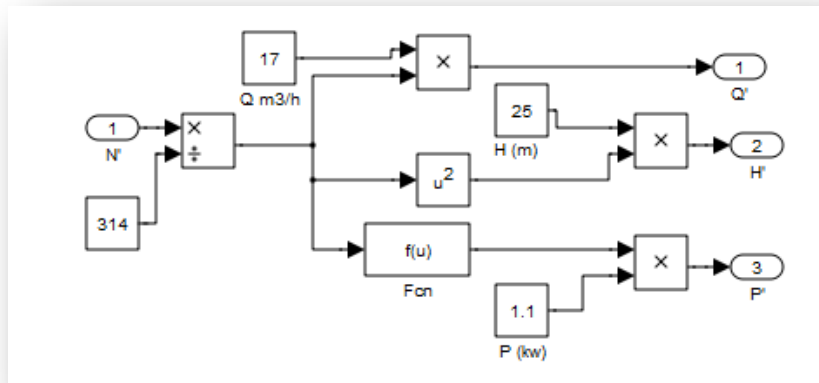 17
Q m3/h
×
1
Q'
1
N'
×
÷
25
H (m)
×
2
H'
314
u2
f(u)
Fcn
×
3
P'
1.1
P (kw)